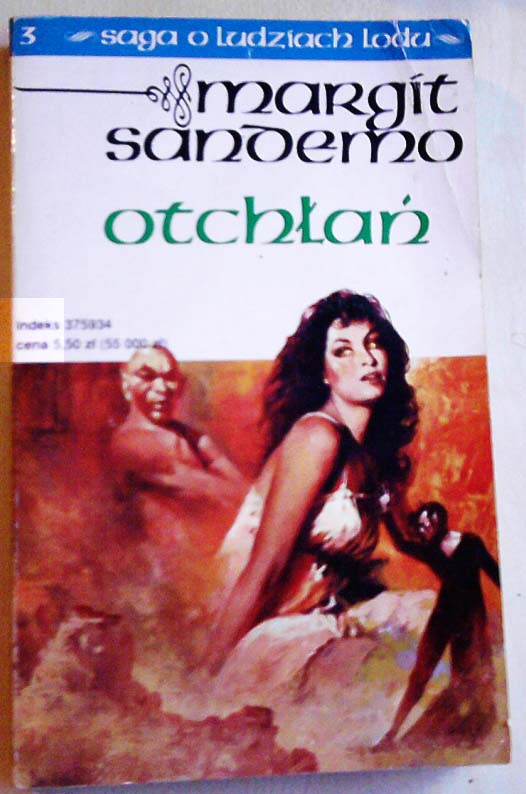 3 saga o ludziach lodu
margit
sandemo
otchłań
indeks 375934
cena 5,50 zł (55 000 zł)